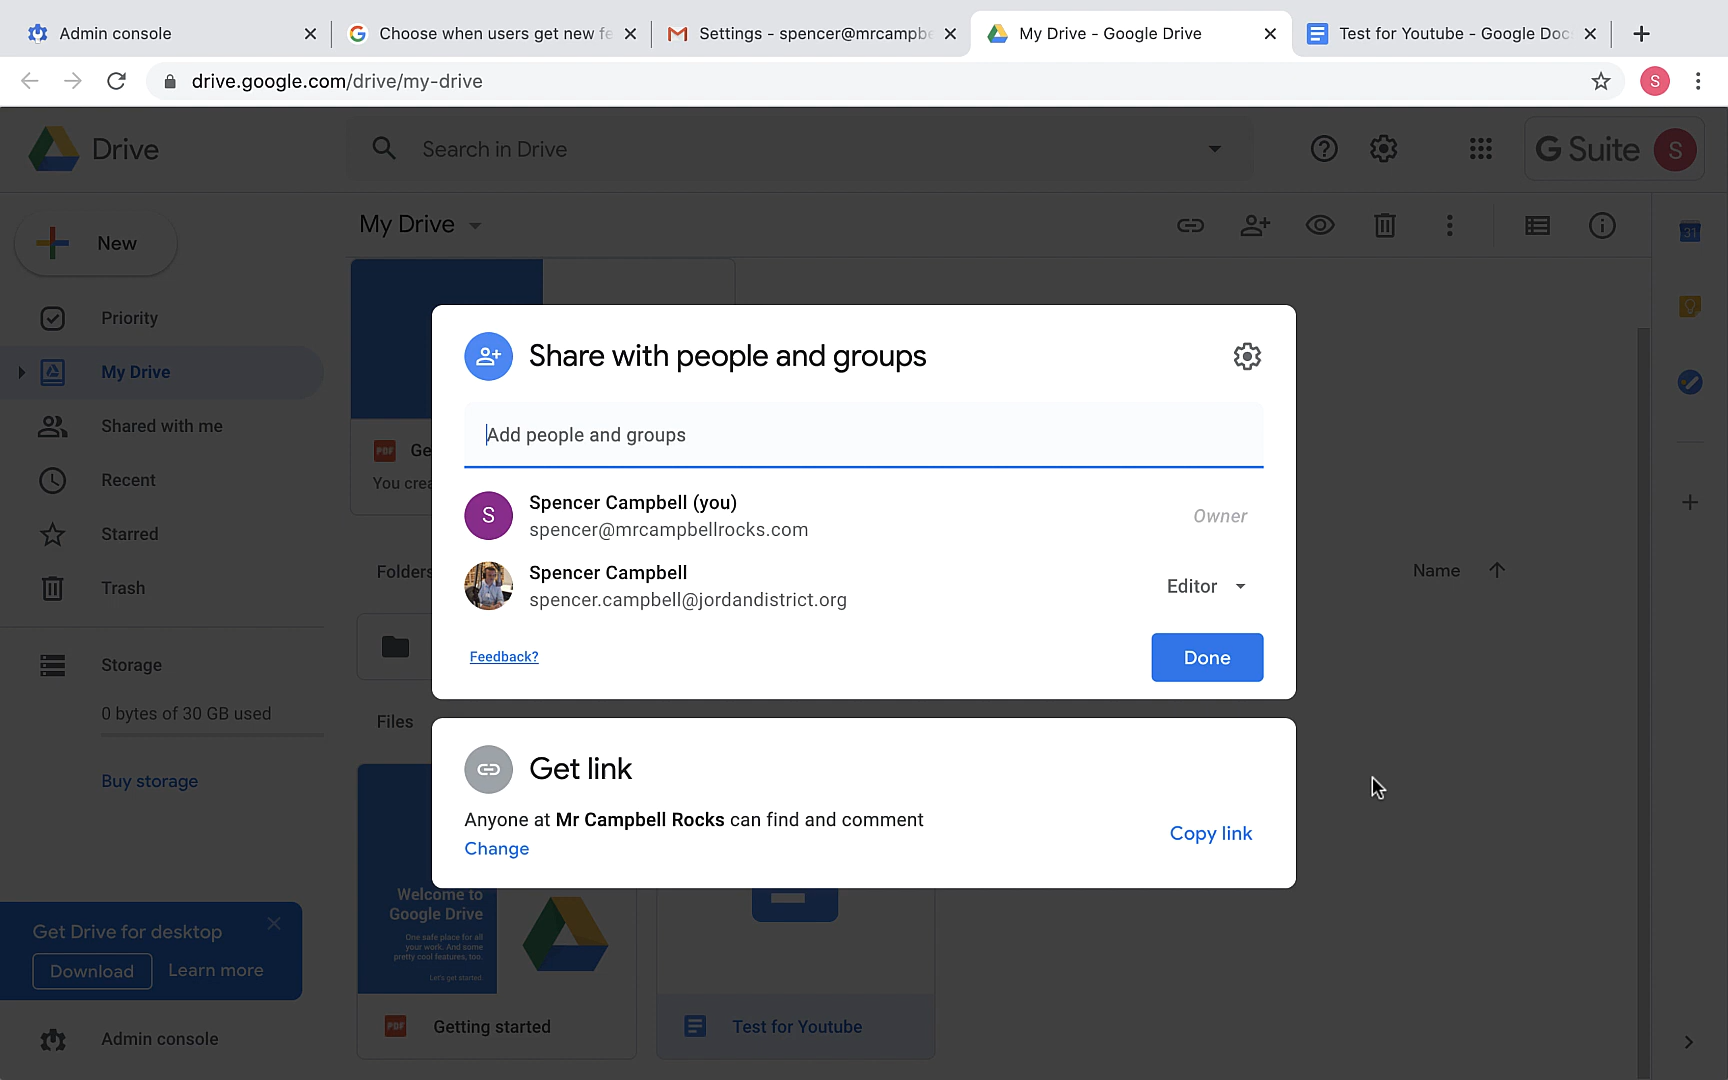 Admin console
Choose when users get new fe
Settings - spencer@mrcampbe
My Drive - Google Drive
Test for Youtube - Google Doc
drive.google.com/drive/my-drive
S
Drive
Search in Drive
G Suite
S
New
My Drive
31
Priority
My Drive
Shared with me
Recent
Starred
Trash
Storage
0 bytes of 30 GB used
Buy storage
Get Drive for desktop
Download
Learn more
Admin console
PDF
Ge
You crea
Folders
Name
Files
Share with people and groups
Add people and groups
S
Spencer Campbell (you)
spencer@mrcampbellrocks.com
Owner
Spencer Campbell
spencer.campbell@jordandistrict.org
Editor
Feedback?
Done
Get link
Anyone at Mr Campbell Rocks can find and comment
Change
Copy link
Welcome to
Google Drive
One safe place for all
your work. And some
pretty cool features, too.
Let's get started.
PDF
Getting started
Test for Youtube